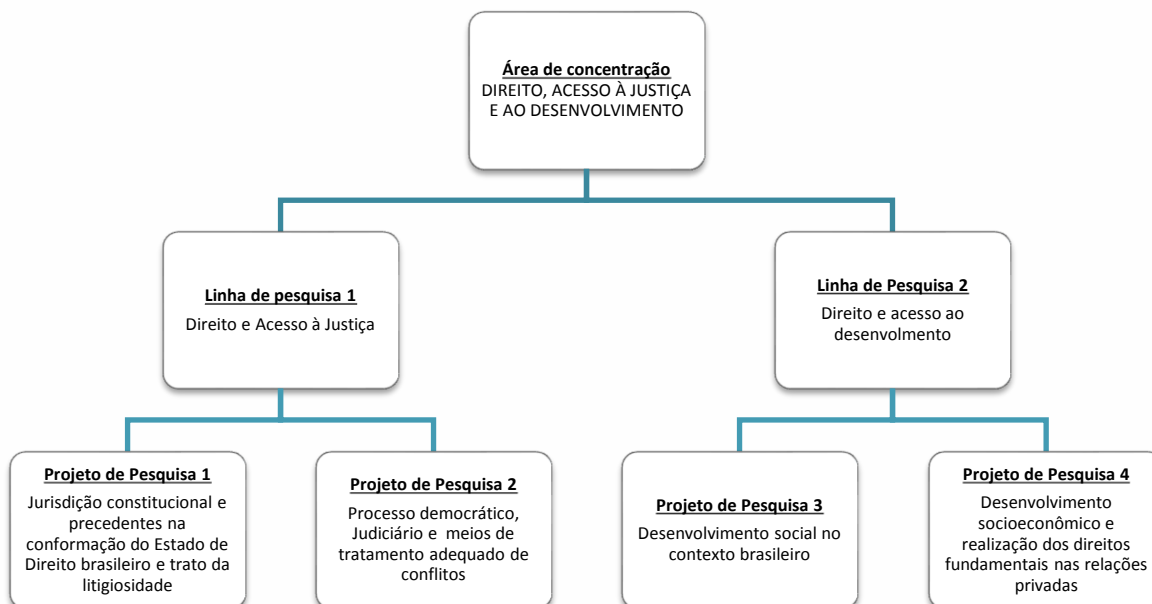 Área de concentração
DIREITO, ACESSO À JUSTIÇA
E AO DESENVOLVIMENTO
Linha de pesquisa 1
Direito e Acesso à Justiça
Linha de Pesquisa 2
Direito e acesso ao
desenvolmento
Projeto de Pesquisa 1
Jurisdição constitucional e
precedentes na
conformação do Estado de
Direito brasileiro e trato da
litigiosidade
Projeto de Pesquisa 2
Processo democrático,
Judiciário e meios de
tratamento adequado de
conflitos
Projeto de Pesquisa 3
Desenvolvimento social no
contexto brasileiro
Projeto de Pesquisa 4
Desenvolvimento
socioeconômico e
realização dos direitos
fundamentais nas relações
privadas